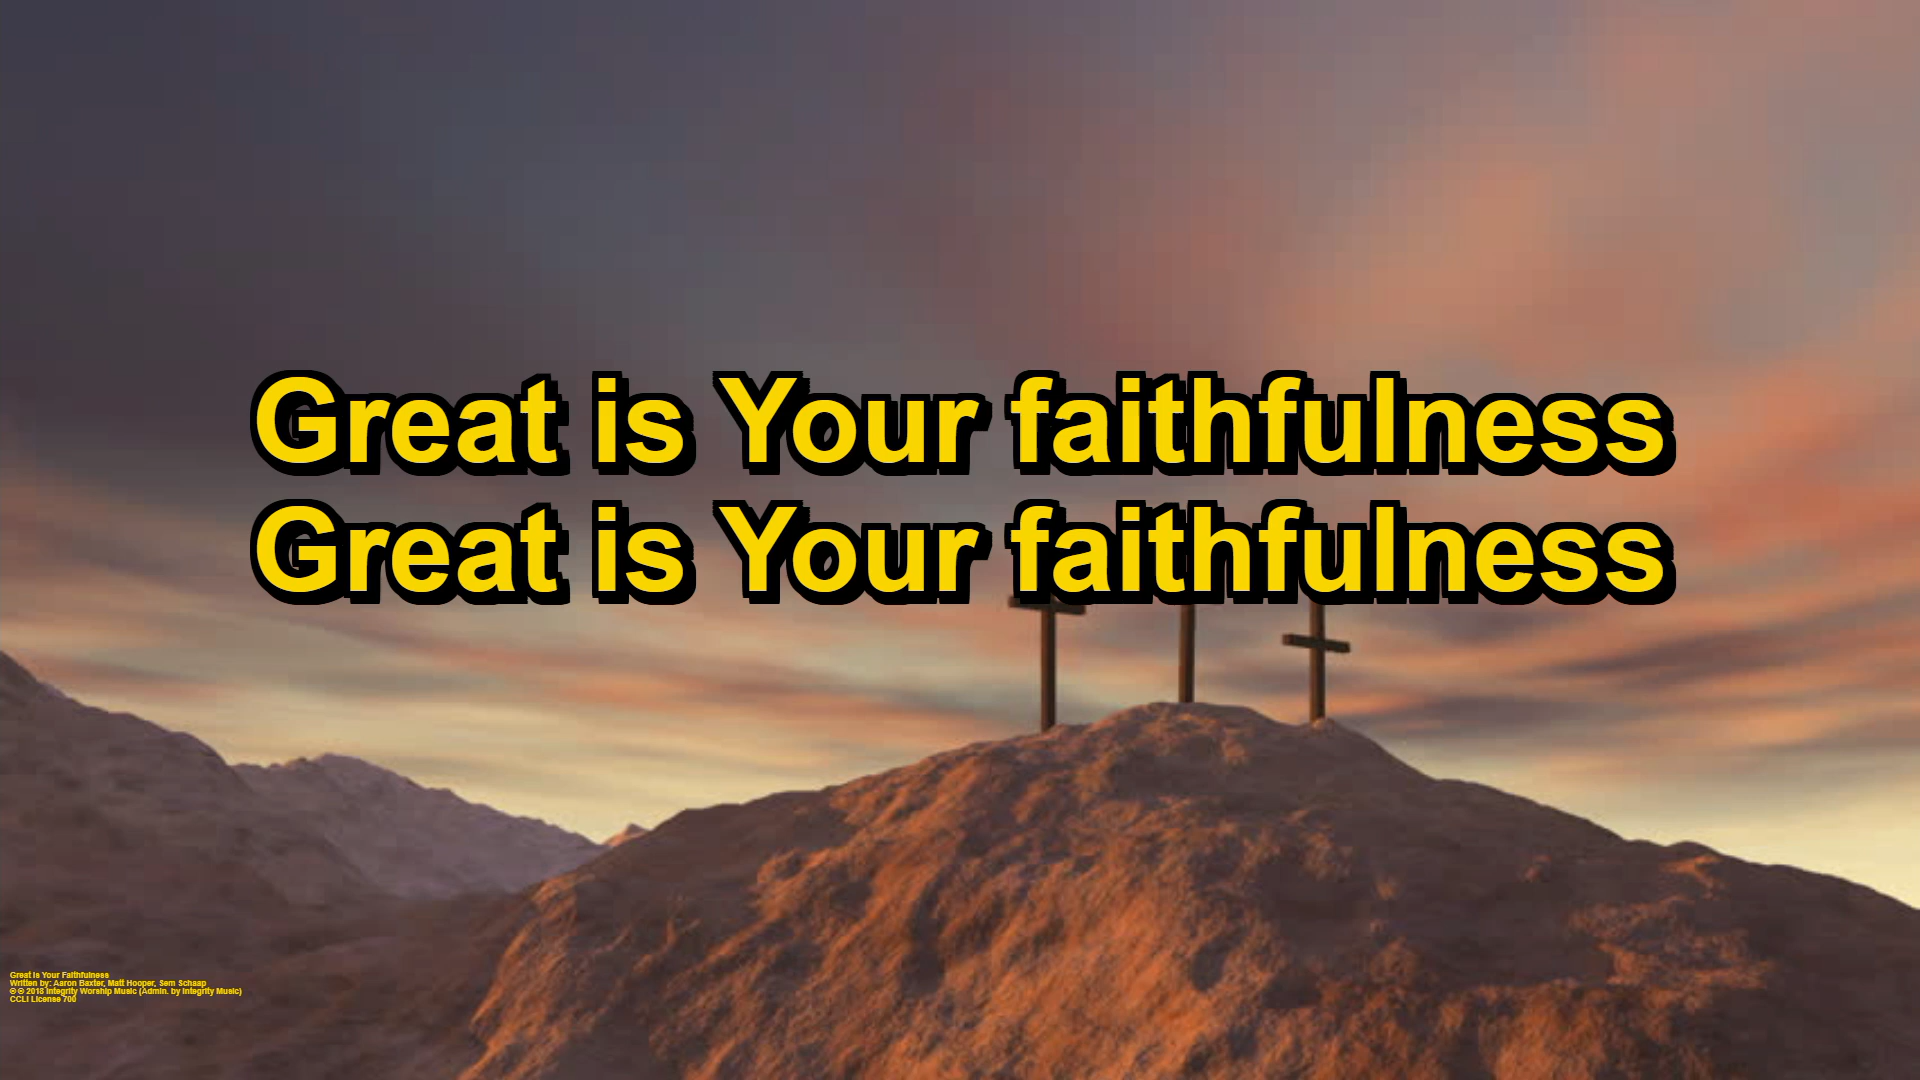 Great is Your faithfulness
Great is Your faithfulness
Great Is Your Faithfulness
Written by: Aaron Baxter, Matt Hooper, Sem Schaap
℗ © 2018 Integrity Worship Music (Admin. by Integrity Music)
CCLI License 700